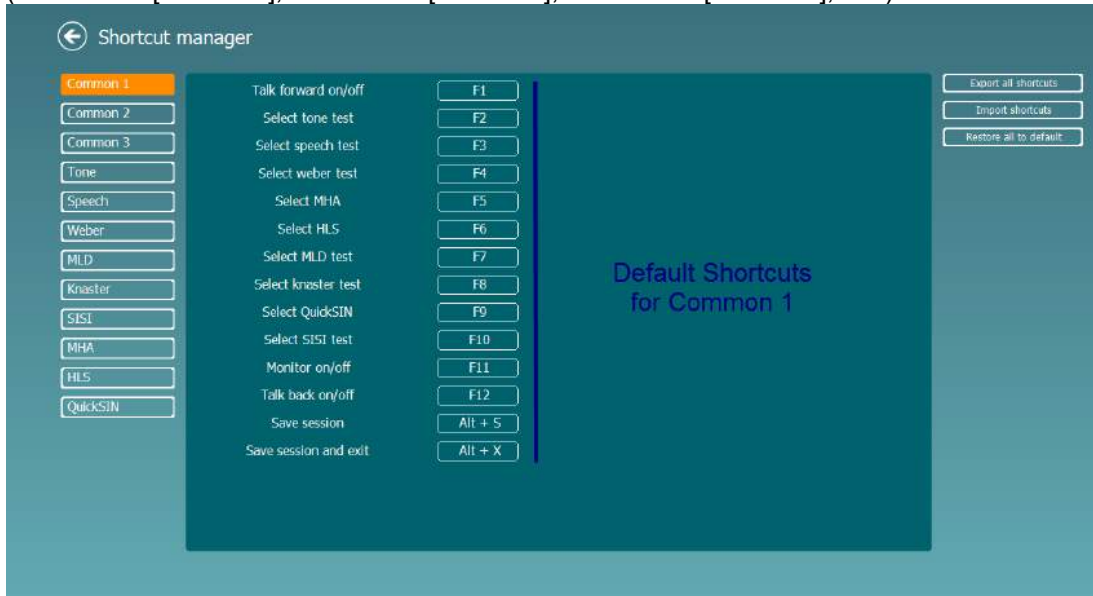 Shortcut manager
Common 1
Common 2
Common 3
Tone
Speech
Weber
MLD
Knaster
SISI
MHA
HLS
QuickSIN
Talk forward on/off F1
Select tone test F2
Select speech test F3
Select weber test F4
Select MHA F5
Select HLS F6
Select MLD test F7
Select knaster test F8
Select QuickSIN F9
Select SISI test F10
Monitor on/off F11
Talk back on/off F12
Save session Alt + S
Save session and exit Alt + X
Default Shortcuts
for Common 1
Export all shortcuts
Import shortcuts
Restore all to default